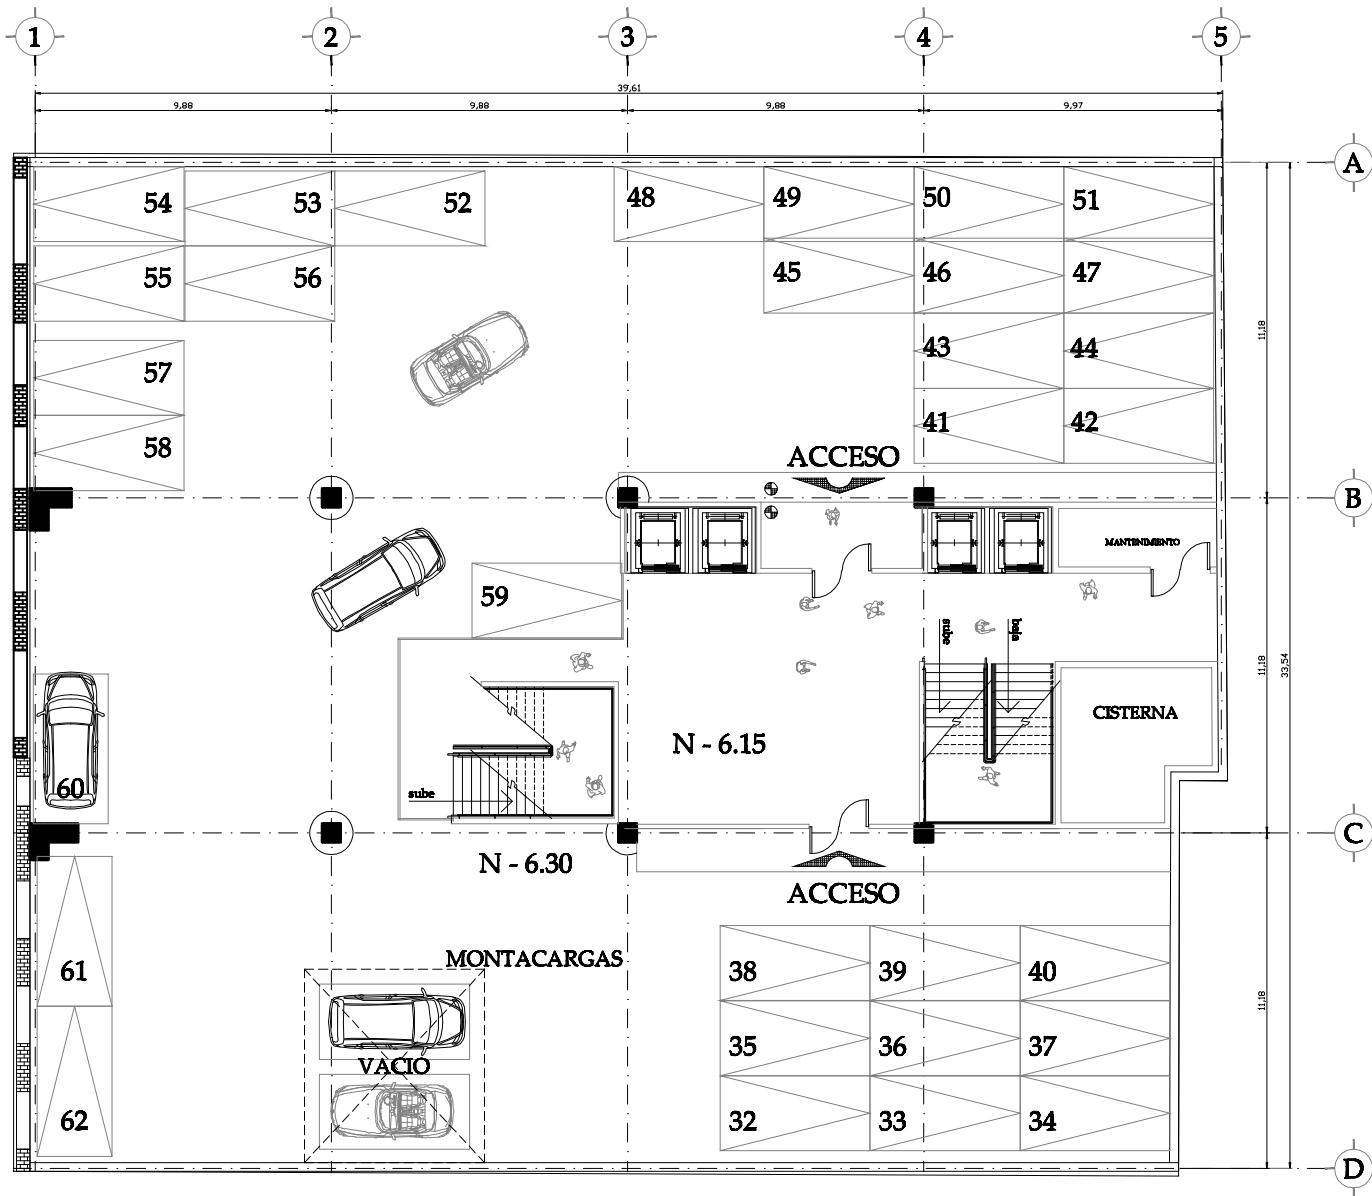 1 2 3 4 5
39,61
9,88 9,88 9,88 9,97
A
54 53 52 48 49 50 51
55 56 45 46 47
11,18
57 43 44
58 41 42
ACCESO
B
MANTENIMIENTO
59
sube baja
11,18
33,54
CISTERNA
N - 6.15
60
sube
C
N - 6.30
ACCESO
MONTACARGAS
61 38 39 40
11,18
35 36 37
VACIO
62 32 33 34
D